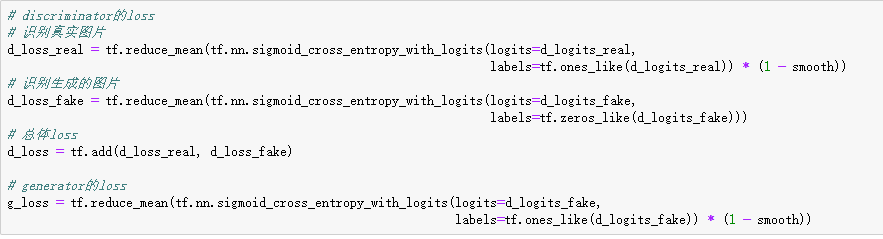 # discriminator的loss
# 识别真实图片
d_loss_real = tf.reduce_mean(tf.nn.sigmoid_cross_entropy_with_logits(logits=d_logits_real,
labels=tf.ones_like(d_logits_real)) * (1 - smooth))
# 识别生成的图片
d_loss_fake = tf.reduce_mean(tf.nn.sigmoid_cross_entropy_with_logits(logits=d_logits_fake,
labels=tf.zeros_like(d_logits_fake)))
# 总体loss
d_loss = tf.add(d_loss_real, d_loss_fake)
# generator的loss
g_loss = tf.reduce_mean(tf.nn.sigmoid_cross_entropy_with_logits(logits=d_logits_fake,
labels=tf.ones_like(d_logits_fake)) * (1 - smooth))